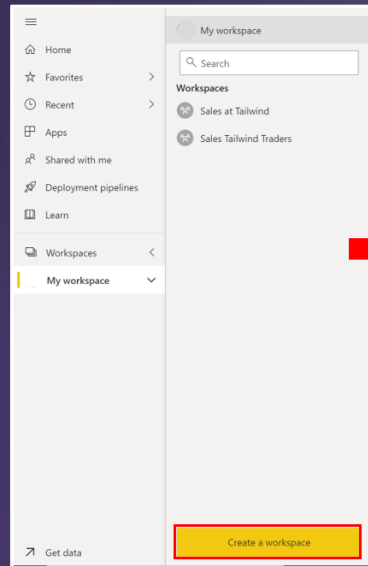 Home
Favorites
Recent
Apps
Shared with me
Deployment pipelines
Learn
Workspaces
My workspace
Get data
My workspace
Search
Workspaces
Sales at Tailwind
Sales Tailwind Traders
Create a workspace